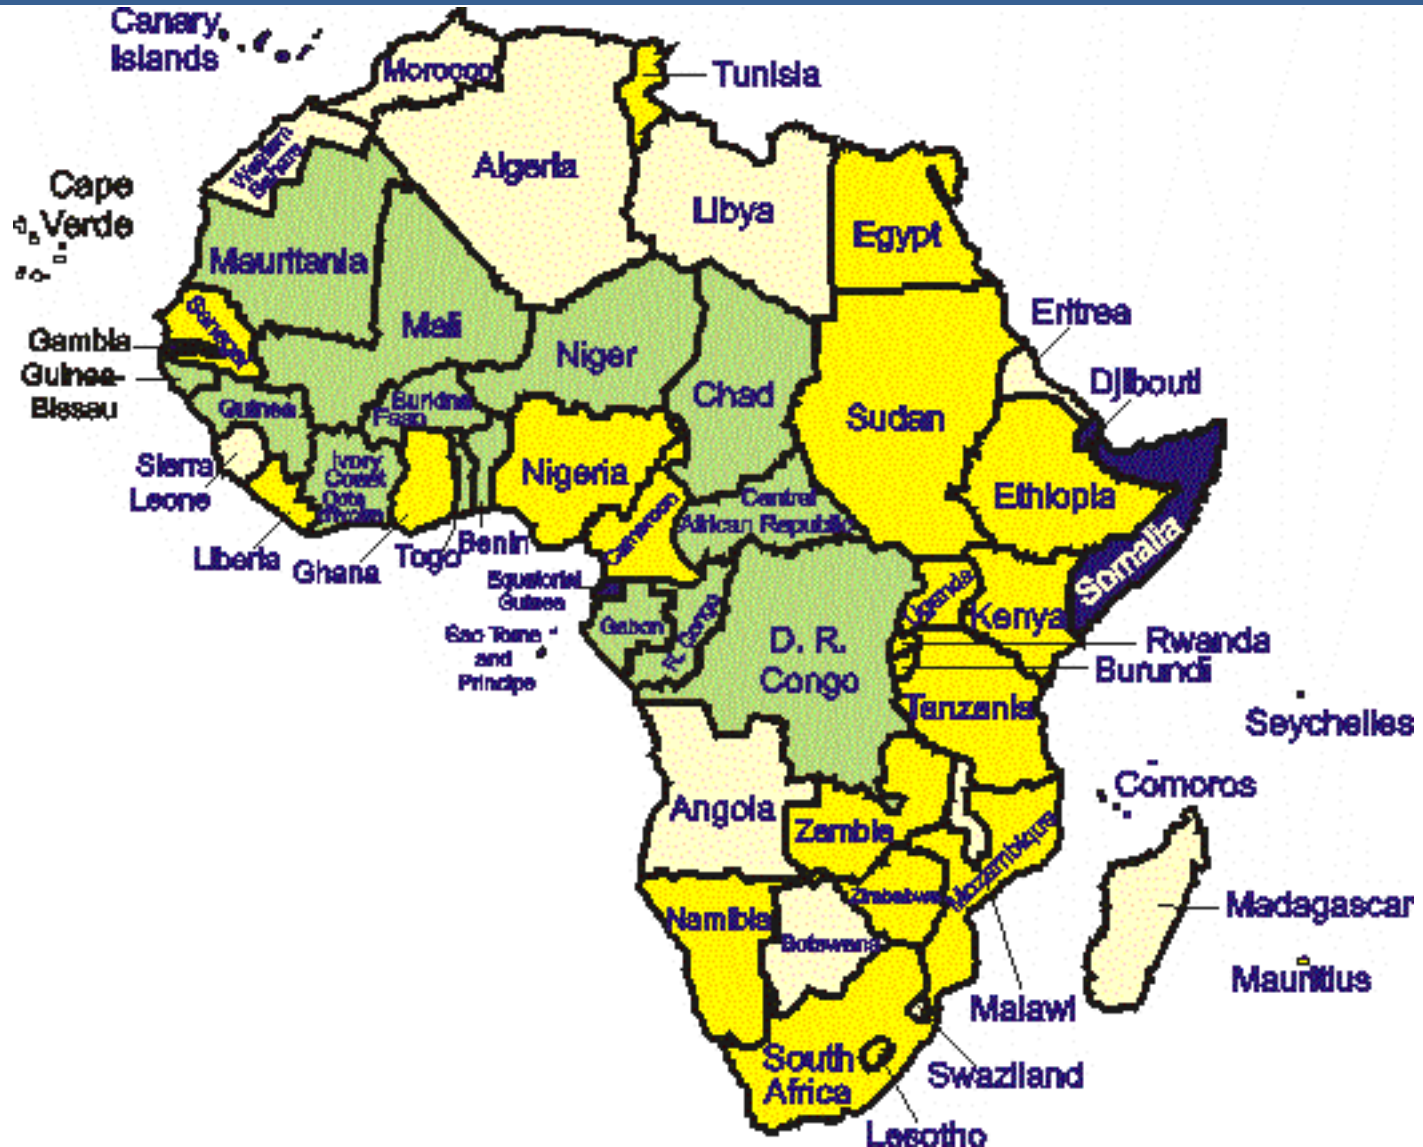 Canary
Islands
Morocco
Tunisia
Western
Sahara
Algeria
Libya
Egypt
Cape
Verde
Mauritania
Mali
Niger
Chad
Sudan
Eritrea
Djibouti
Senegal
Gambia
Guinea-
Bissau
Guinea
Burkina
Faso
Nigeria
Ethiopia
Somalia
Sierra
Leone
Ivory
Coast
Liberia
Ghana
Togo
Benin
Cameroon
Central
African Republic
Equatorial
Guinea
Sao Tome
and
Principe
Gabon
R. Congo
D. R.
Congo
Uganda
Kenya
Rwanda
Burundi
Tanzania
Seychelles
Comoros
Angola
Zambia
Mozambique
Zimbabwe
Namibia
Botswana
Madagascar
Mauritius
Malawi
South
Africa
Swaziland
Lesotho